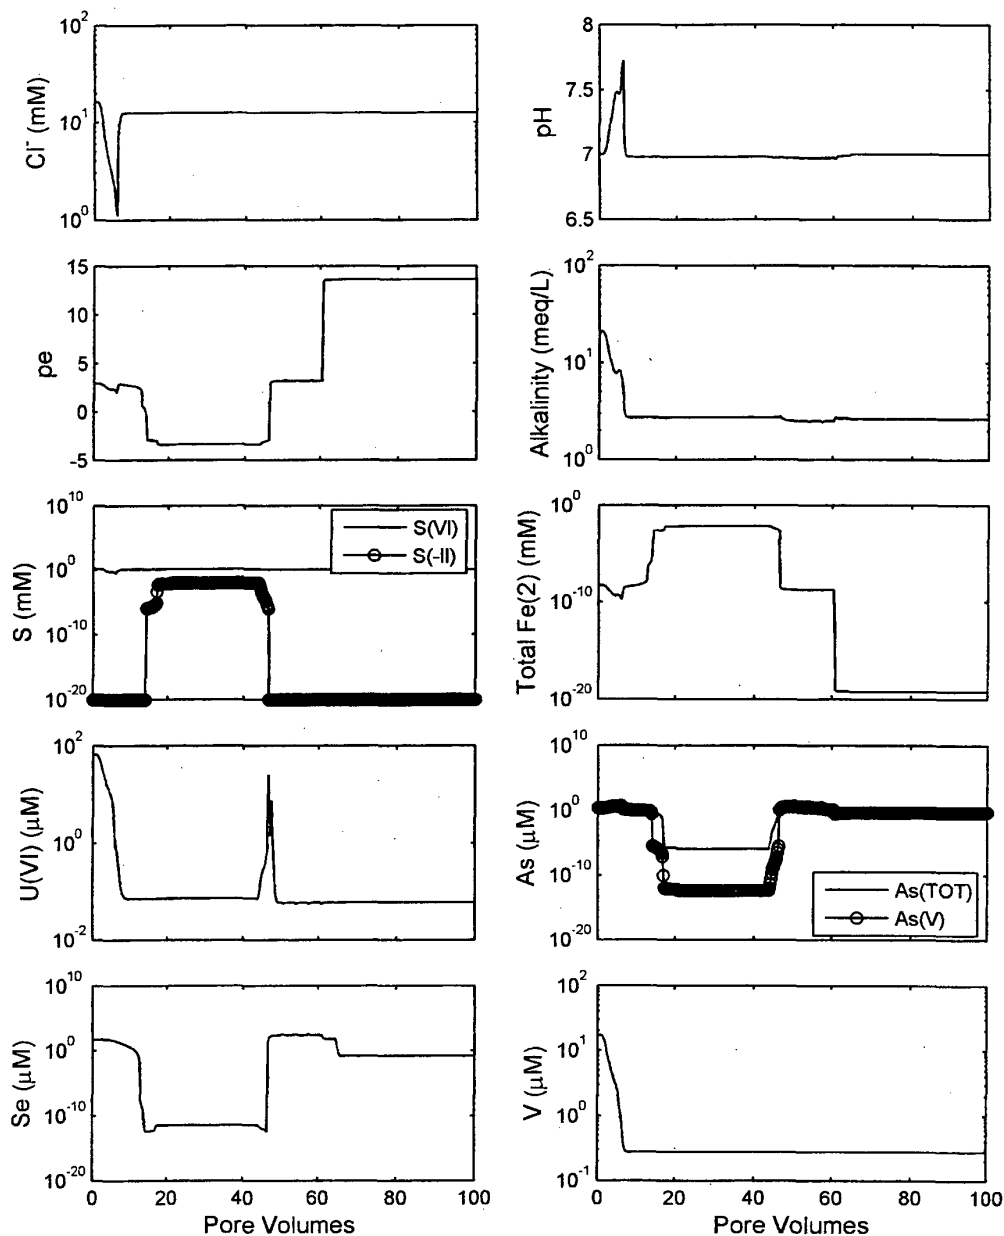 10^2
10^1
10^0
Cl^- (mM)
8
7.5
7
6.5
pH
15
10
5
0
-5
pe
10^2
10^1
10^0
Alkalinity (meq/L)
10^10
10^0
10^-10
10^-20
S (mM)
S(VI)
S(-II)
10^0
10^-10
10^-20
Total Fe(2) (mM)
10^2
10^0
10^-2
U(VI) (μM)
10^10
10^0
10^-10
10^-20
As (μM)
As(TOT)
As(V)
10^10
10^0
10^-10
10^-20
Se (μM)
0 20 40 60 80 100
Pore Volumes
10^2
10^1
10^0
10^-1
V (μM)
0 20 40 60 80 100
Pore Volumes